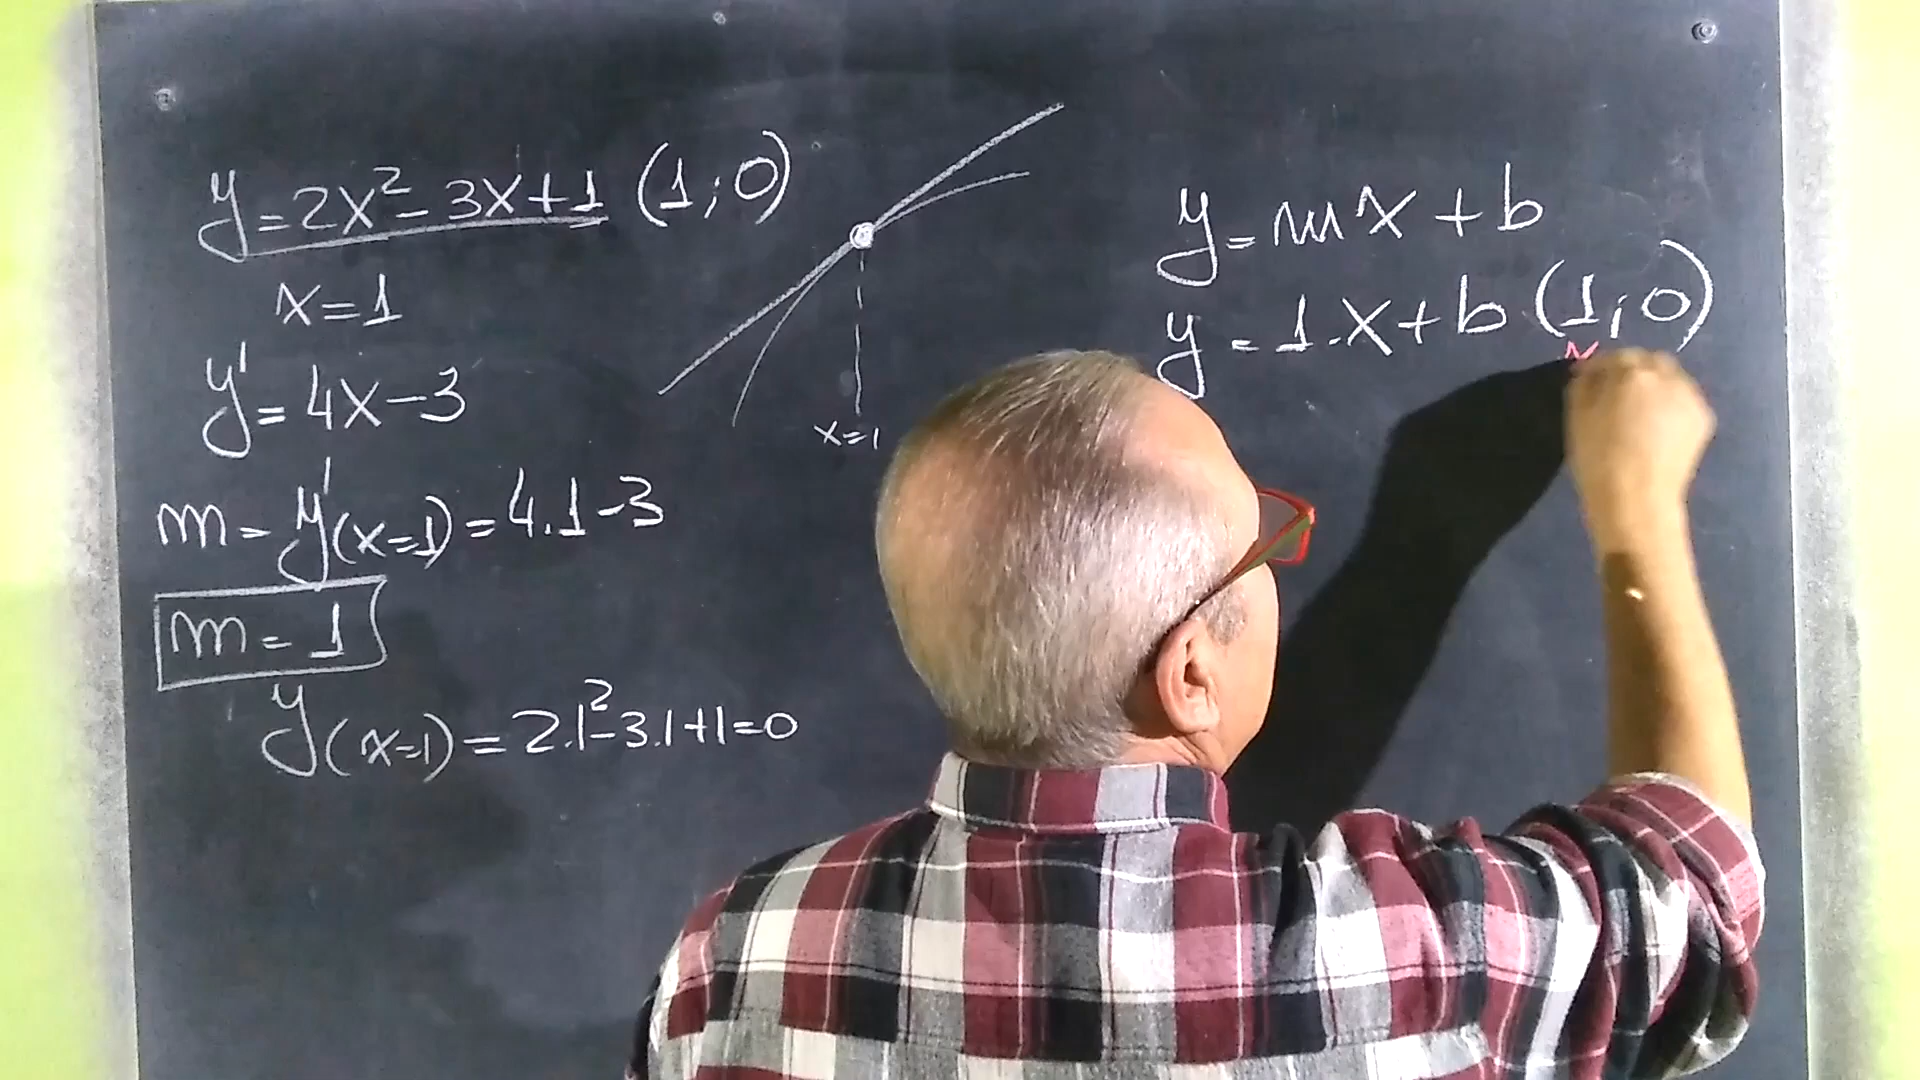 y=2x²-3x+1 (1;0)
x=1
y'=4x-3
m=y'(x=1)=4.1-3
m=1
y(x=1)=2.1²-3.1+1=0
x=1
y=mx+b
y=1.x+b (1;0)
x